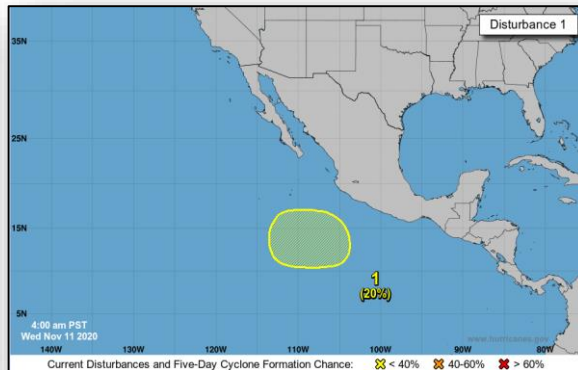 Disturbance 1
35N
25N
15N
5N
1
(20%)
4:00 am PST
Wed Nov 11 2020
www.hurricanes.gov
140W 130W 120W 110W 100W 90W 80W
Current Disturbances and Five-Day Cyclone Formation Chance: < 40% 40-60% > 60%